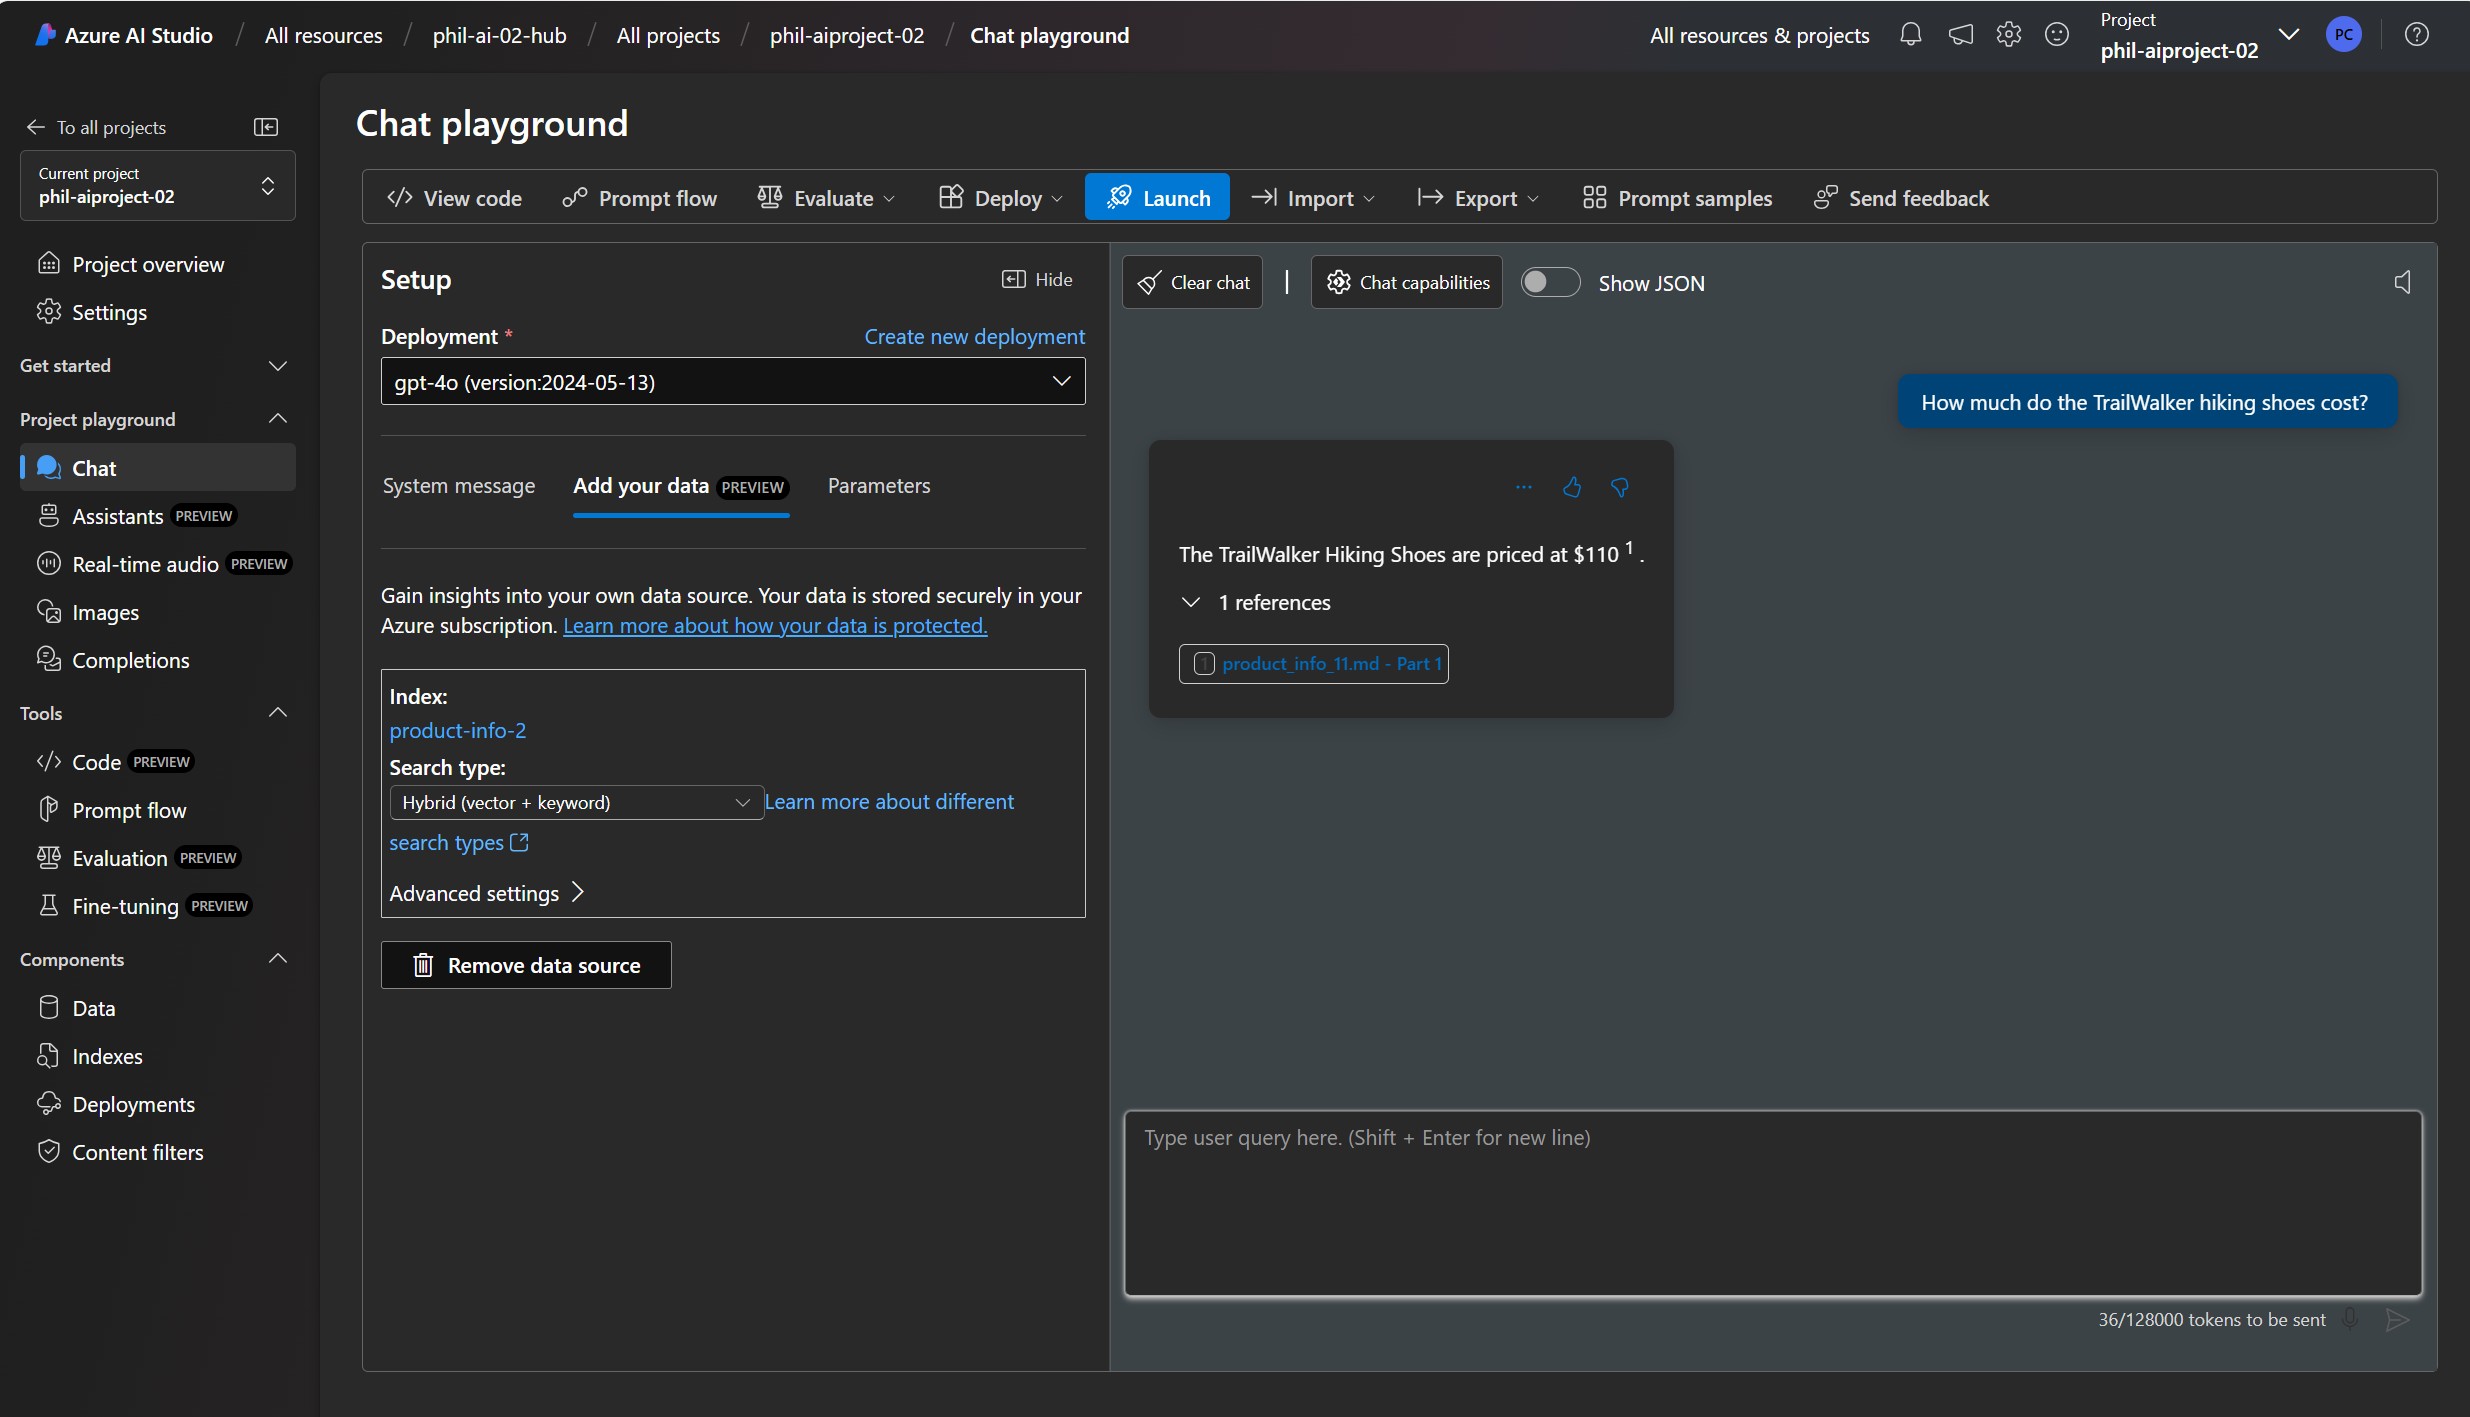 Azure AI Studio / All resources / phil-ai-02-hub / All projects / phil-aiproject-02 / Chat playground
All resources & projects
Project
phil-aiproject-02
PC
To all projects
Current project
phil-aiproject-02
Project overview
Settings
Get started
Project playground
Chat
Assistants PREVIEW
Real-time audio PREVIEW
Images
Completions
Tools
Code PREVIEW
Prompt flow
Evaluation PREVIEW
Fine-tuning PREVIEW
Components
Data
Indexes
Deployments
Content filters
Chat playground
View code Prompt flow Evaluate Deploy Launch Import Export Prompt samples Send feedback
Setup
Hide
Deployment *
Create new deployment
gpt-4o (version:2024-05-13)
System message Add your data PREVIEW Parameters
Gain insights into your own data source. Your data is stored securely in your
Azure subscription. Learn more about how your data is protected.
Index:
product-info-2
Search type:
Hybrid (vector + keyword) Learn more about different
search types
Advanced settings
Remove data source
Clear chat | Chat capabilities Show JSON
How much do the TrailWalker hiking shoes cost?
The TrailWalker Hiking Shoes are priced at $110 1 .
1 references
1 product_info_11.md - Part 1
Type user query here. (Shift + Enter for new line)
36/128000 tokens to be sent